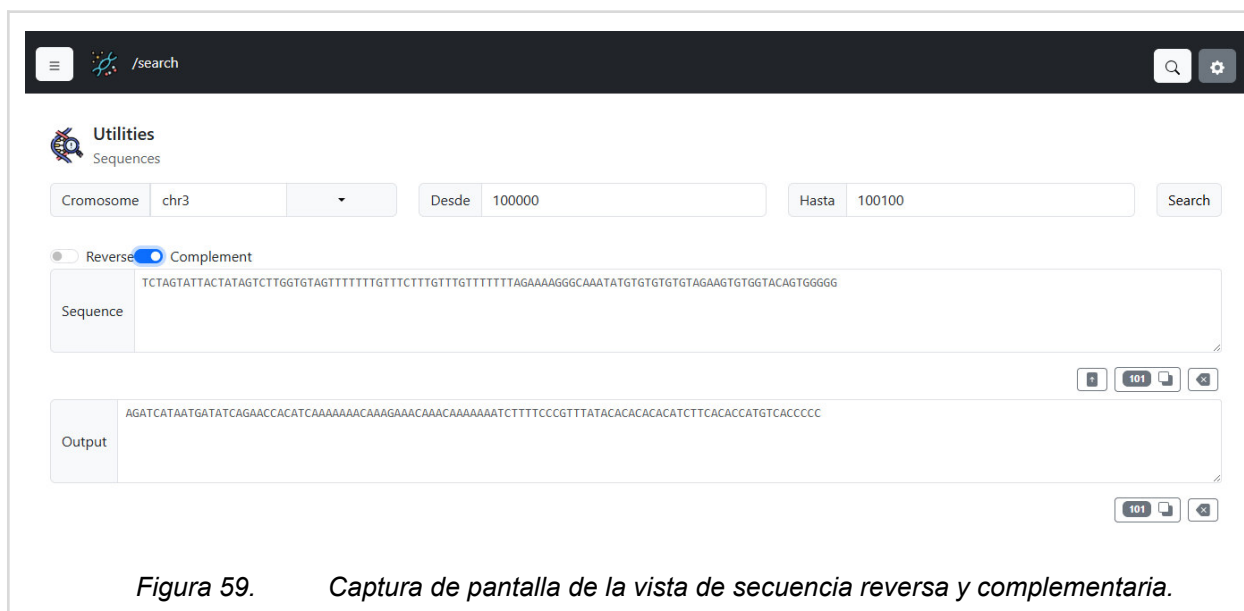 /search
Utilities
Sequences
Cromosome chr3 Desde 100000 Hasta 100100 Search
Reverse Complement
Sequence TCTAGTATTACTATAGTCTTGGTGTAGTTTTTTTGTTTCTTTGTTTGTTTTTTTAGAAAAGGGCAAATATGTGTGTGTGTAGAAGTGTGGTACAGTGGGGG
101
Output AGATCATAATGATATCAGAACCACATCAAAAAAACAAAGAAACAAACAAAAAAATCTTTTCCCGTTTATACACACACACATCTTCACACCATGTCACCCCC
101
Figura 59. Captura de pantalla de la vista de secuencia reversa y complementaria.